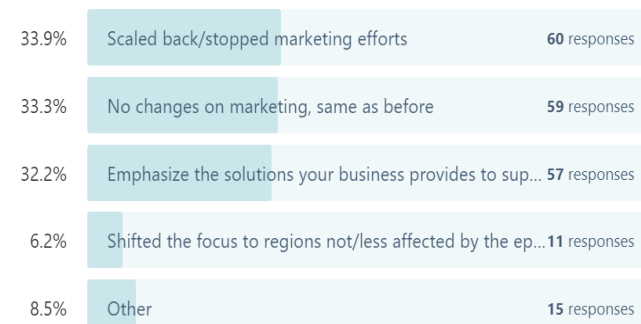 33.9% Scaled back/stopped marketing efforts 60 responses
33.3% No changes on marketing, same as before 59 responses
32.2% Emphasize the solutions your business provides to sup... 57 responses
6.2% Shifted the focus to regions not/less affected by the ep... 11 responses
8.5% Other 15 responses